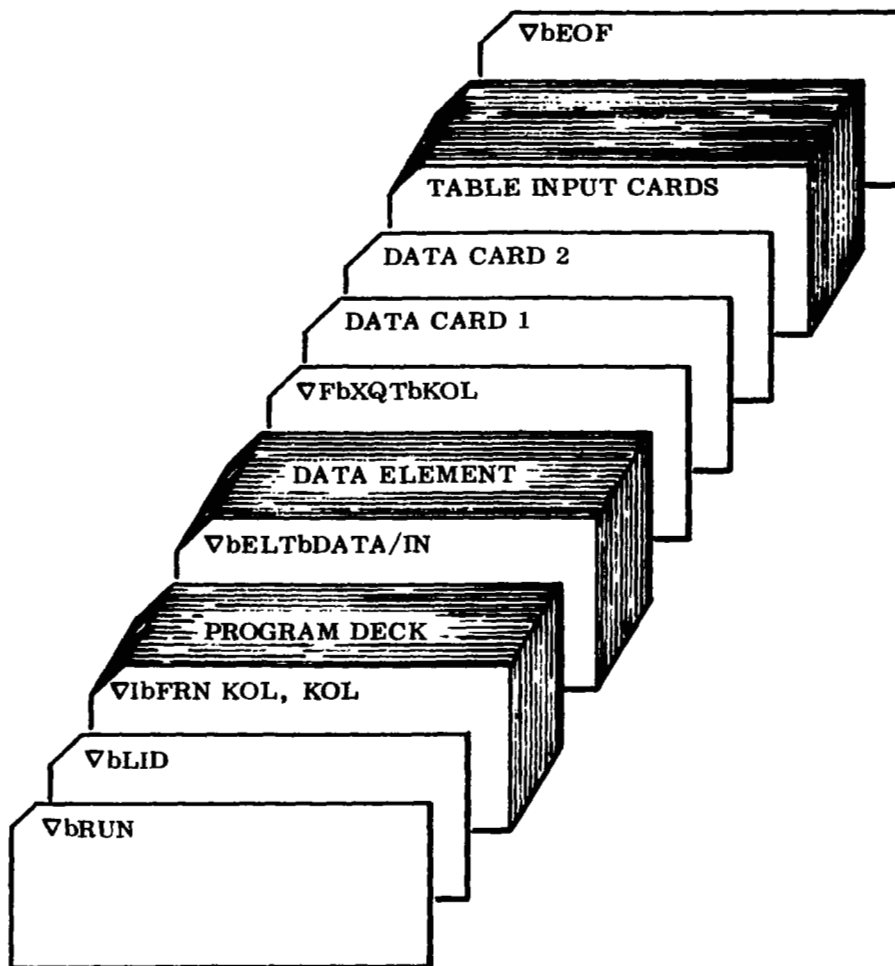 ∇bEOF
TABLE INPUT CARDS
DATA CARD 2
DATA CARD 1
∇FbXQTbKOL
DATA ELEMENT
∇bELTbDATA/IN
PROGRAM DECK
∇IbFRN KOL, KOL
∇bLID
∇bRUN